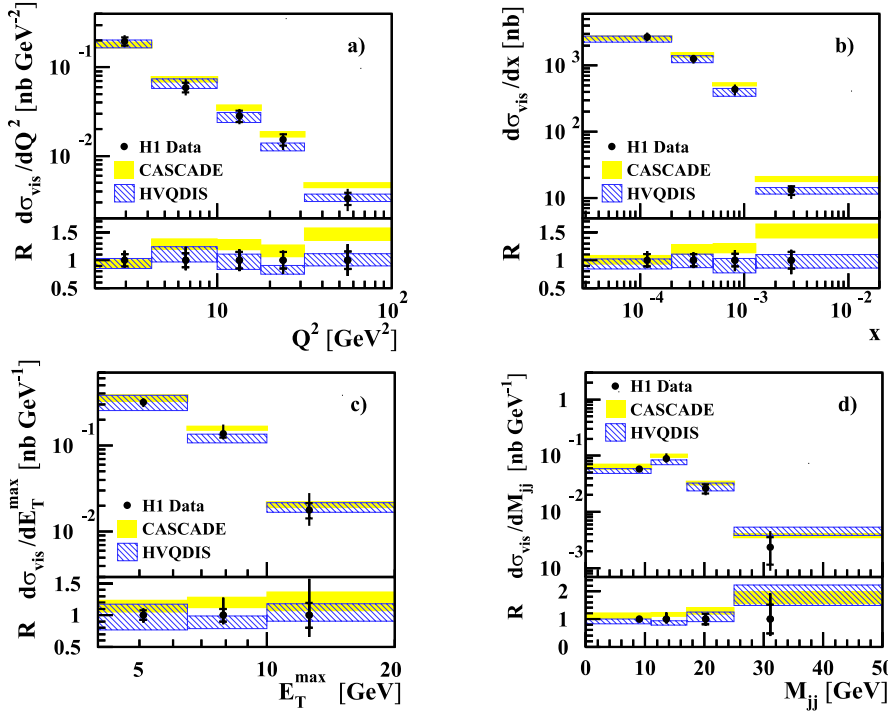 dσvis/dQ² [nb GeV⁻²]
10⁻¹
10⁻²
a)
H1 Data
CASCADE
HVQDIS
R
1.5
1
0.5
10
10²
Q² [GeV²]
dσvis/dx [nb]
10³
10²
10
b)
H1 Data
CASCADE
HVQDIS
R
1.5
1
0.5
10⁻⁴
10⁻³
10⁻²
x
dσvis/dE_T^max [nb GeV⁻¹]
10⁻¹
10⁻²
c)
H1 Data
CASCADE
HVQDIS
R
1.5
1
0.5
5
10
20
E_T^max [GeV]
dσvis/dMjj [nb GeV⁻¹]
1
10⁻¹
10⁻²
10⁻³
d)
H1 Data
CASCADE
HVQDIS
R
2
1
0
0 10 20 30 40 50
Mjj [GeV]